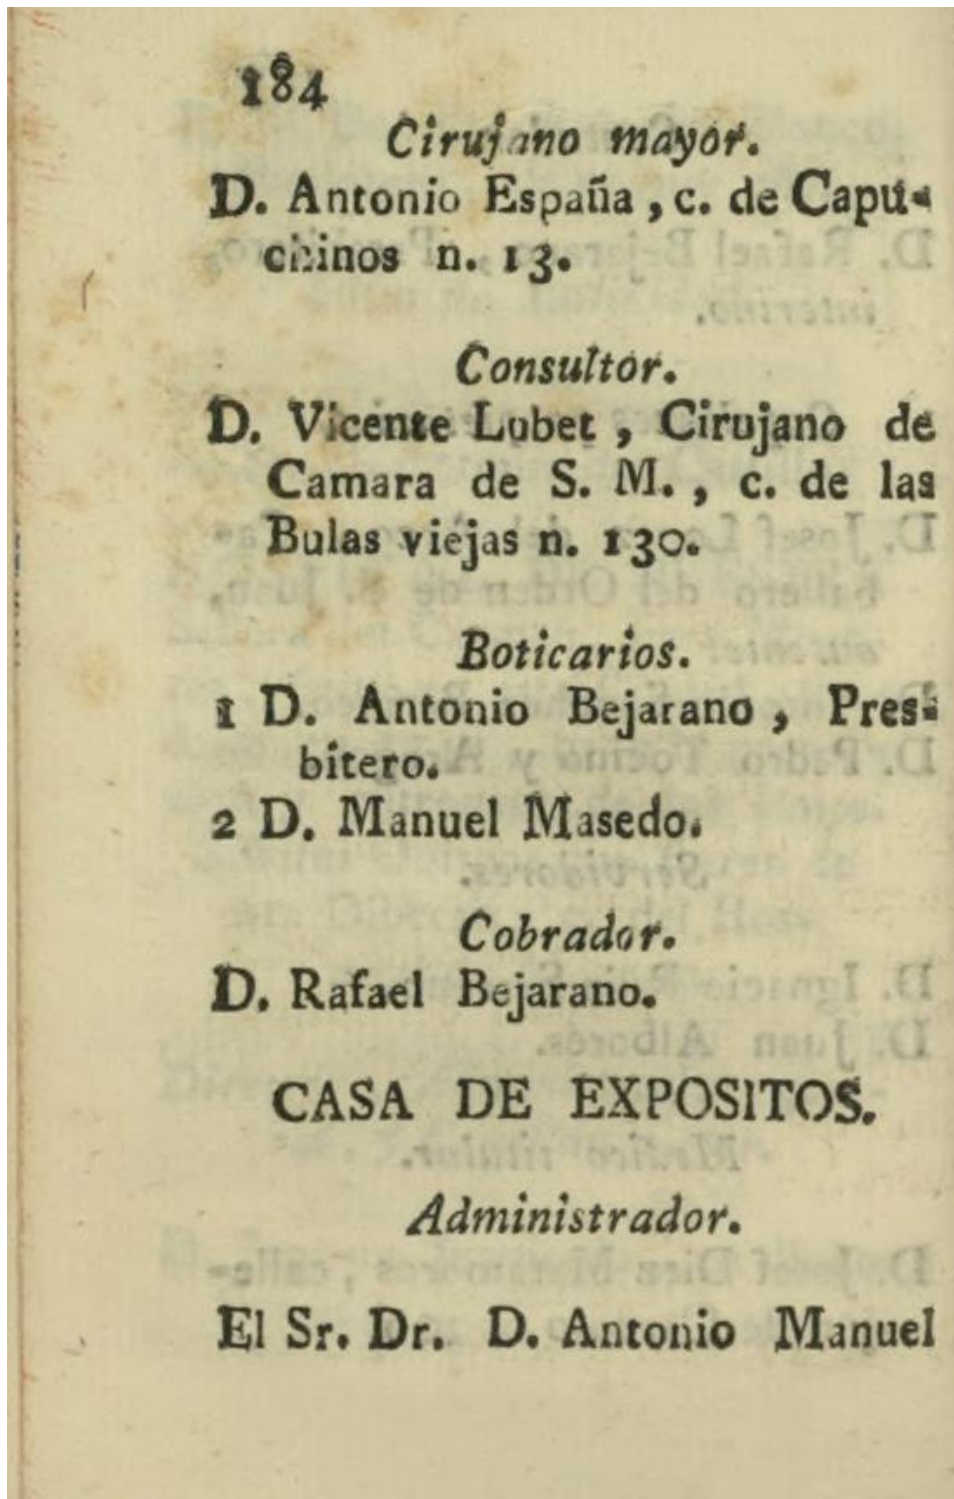 184
Cirujano mayor.
D. Antonio España, c. de Capu-
chinos n. 13.
Consultor.
D. Vicente Lubet, Cirujano de
Camara de S. M., c. de las
Bulas viejas n. 130.
Boticarios.
1 D. Antonio Bejarano, Pres-
bitero.
2 D. Manuel Masedo.
Cobrador.
D. Rafael Bejarano.
CASA DE EXPOSITOS.
Administrador.
El Sr. Dr. D. Antonio Manuel